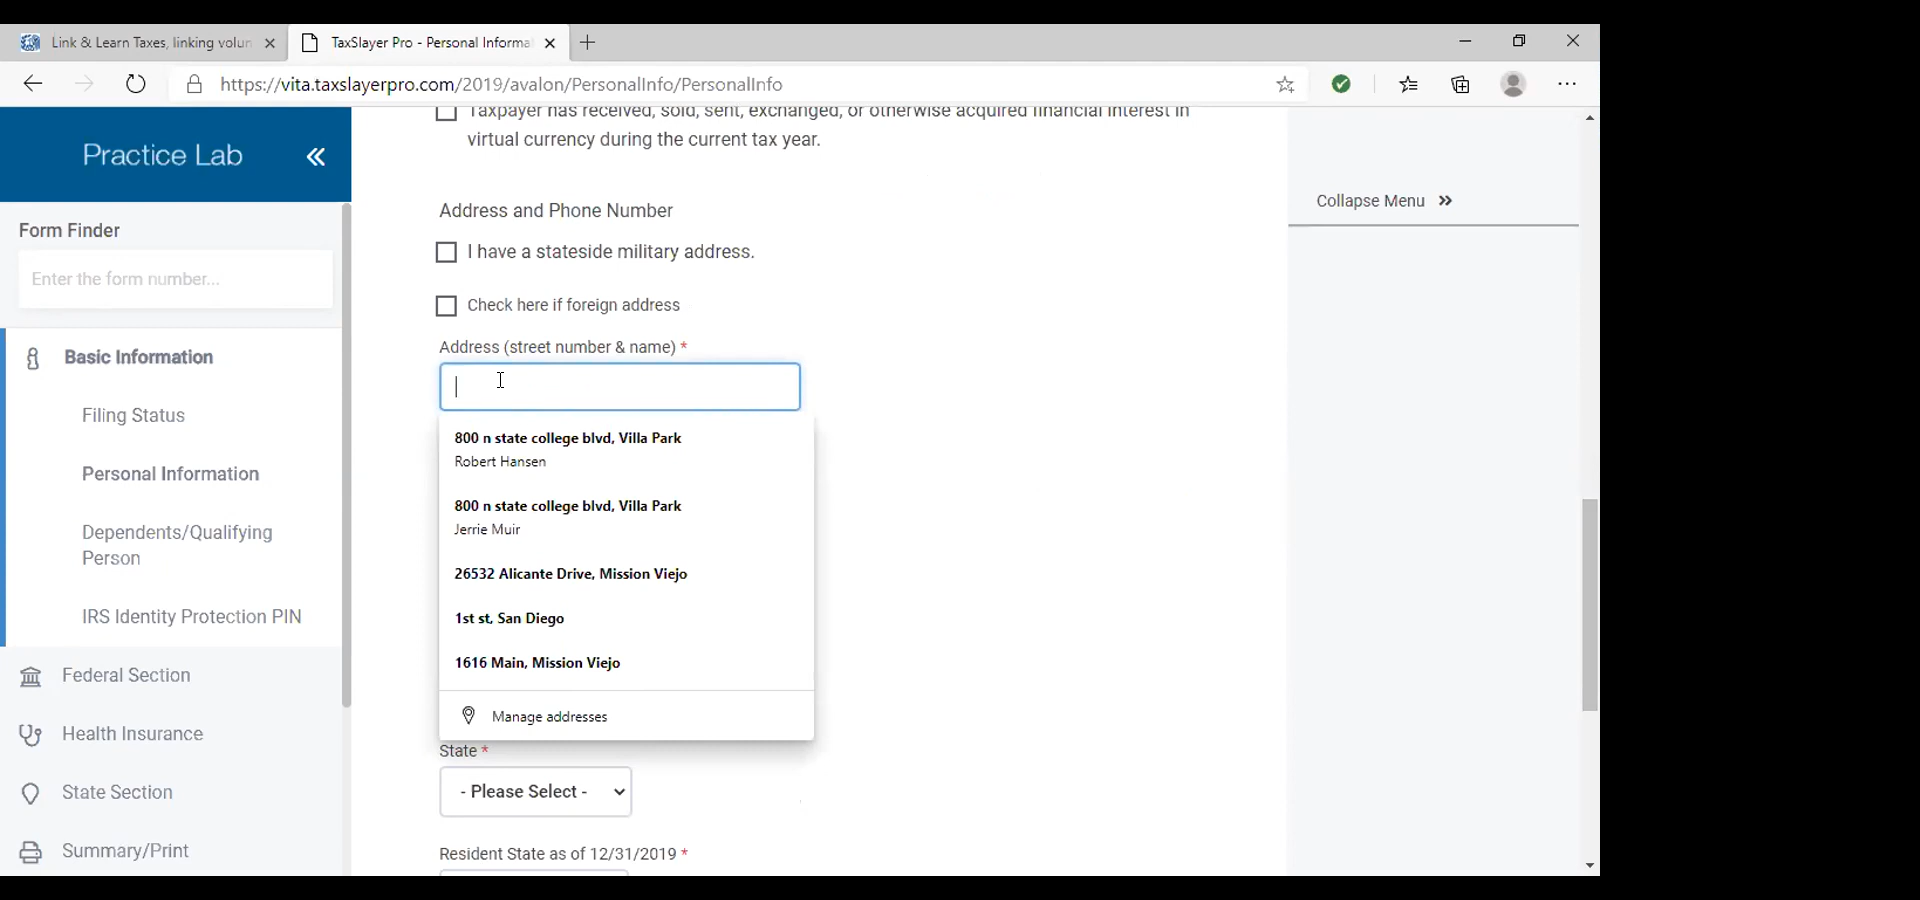 Link & Learn Taxes, linking volun
TaxSlayer Pro - Personal Informa
https://vita.taxslayerpro.com/2019/avalon/PersonalInfo/PersonalInfo
Practice Lab
Form Finder
Enter the form number...
Basic Information
Filing Status
Personal Information
Dependents/Qualifying
Person
IRS Identity Protection PIN
Federal Section
Health Insurance
State Section
Summary/Print
Taxpayer has received, sold, sent, exchanged, or otherwise acquired financial interest in
virtual currency during the current tax year.
Address and Phone Number
I have a stateside military address.
Check here if foreign address
Address (street number & name) *
800 n state college blvd, Villa Park
Robert Hansen
800 n state college blvd, Villa Park
Jerrie Muir
26532 Alicante Drive, Mission Viejo
1st st, San Diego
1616 Main, Mission Viejo
Manage addresses
State *
- Please Select -
Resident State as of 12/31/2019 *
Collapse Menu